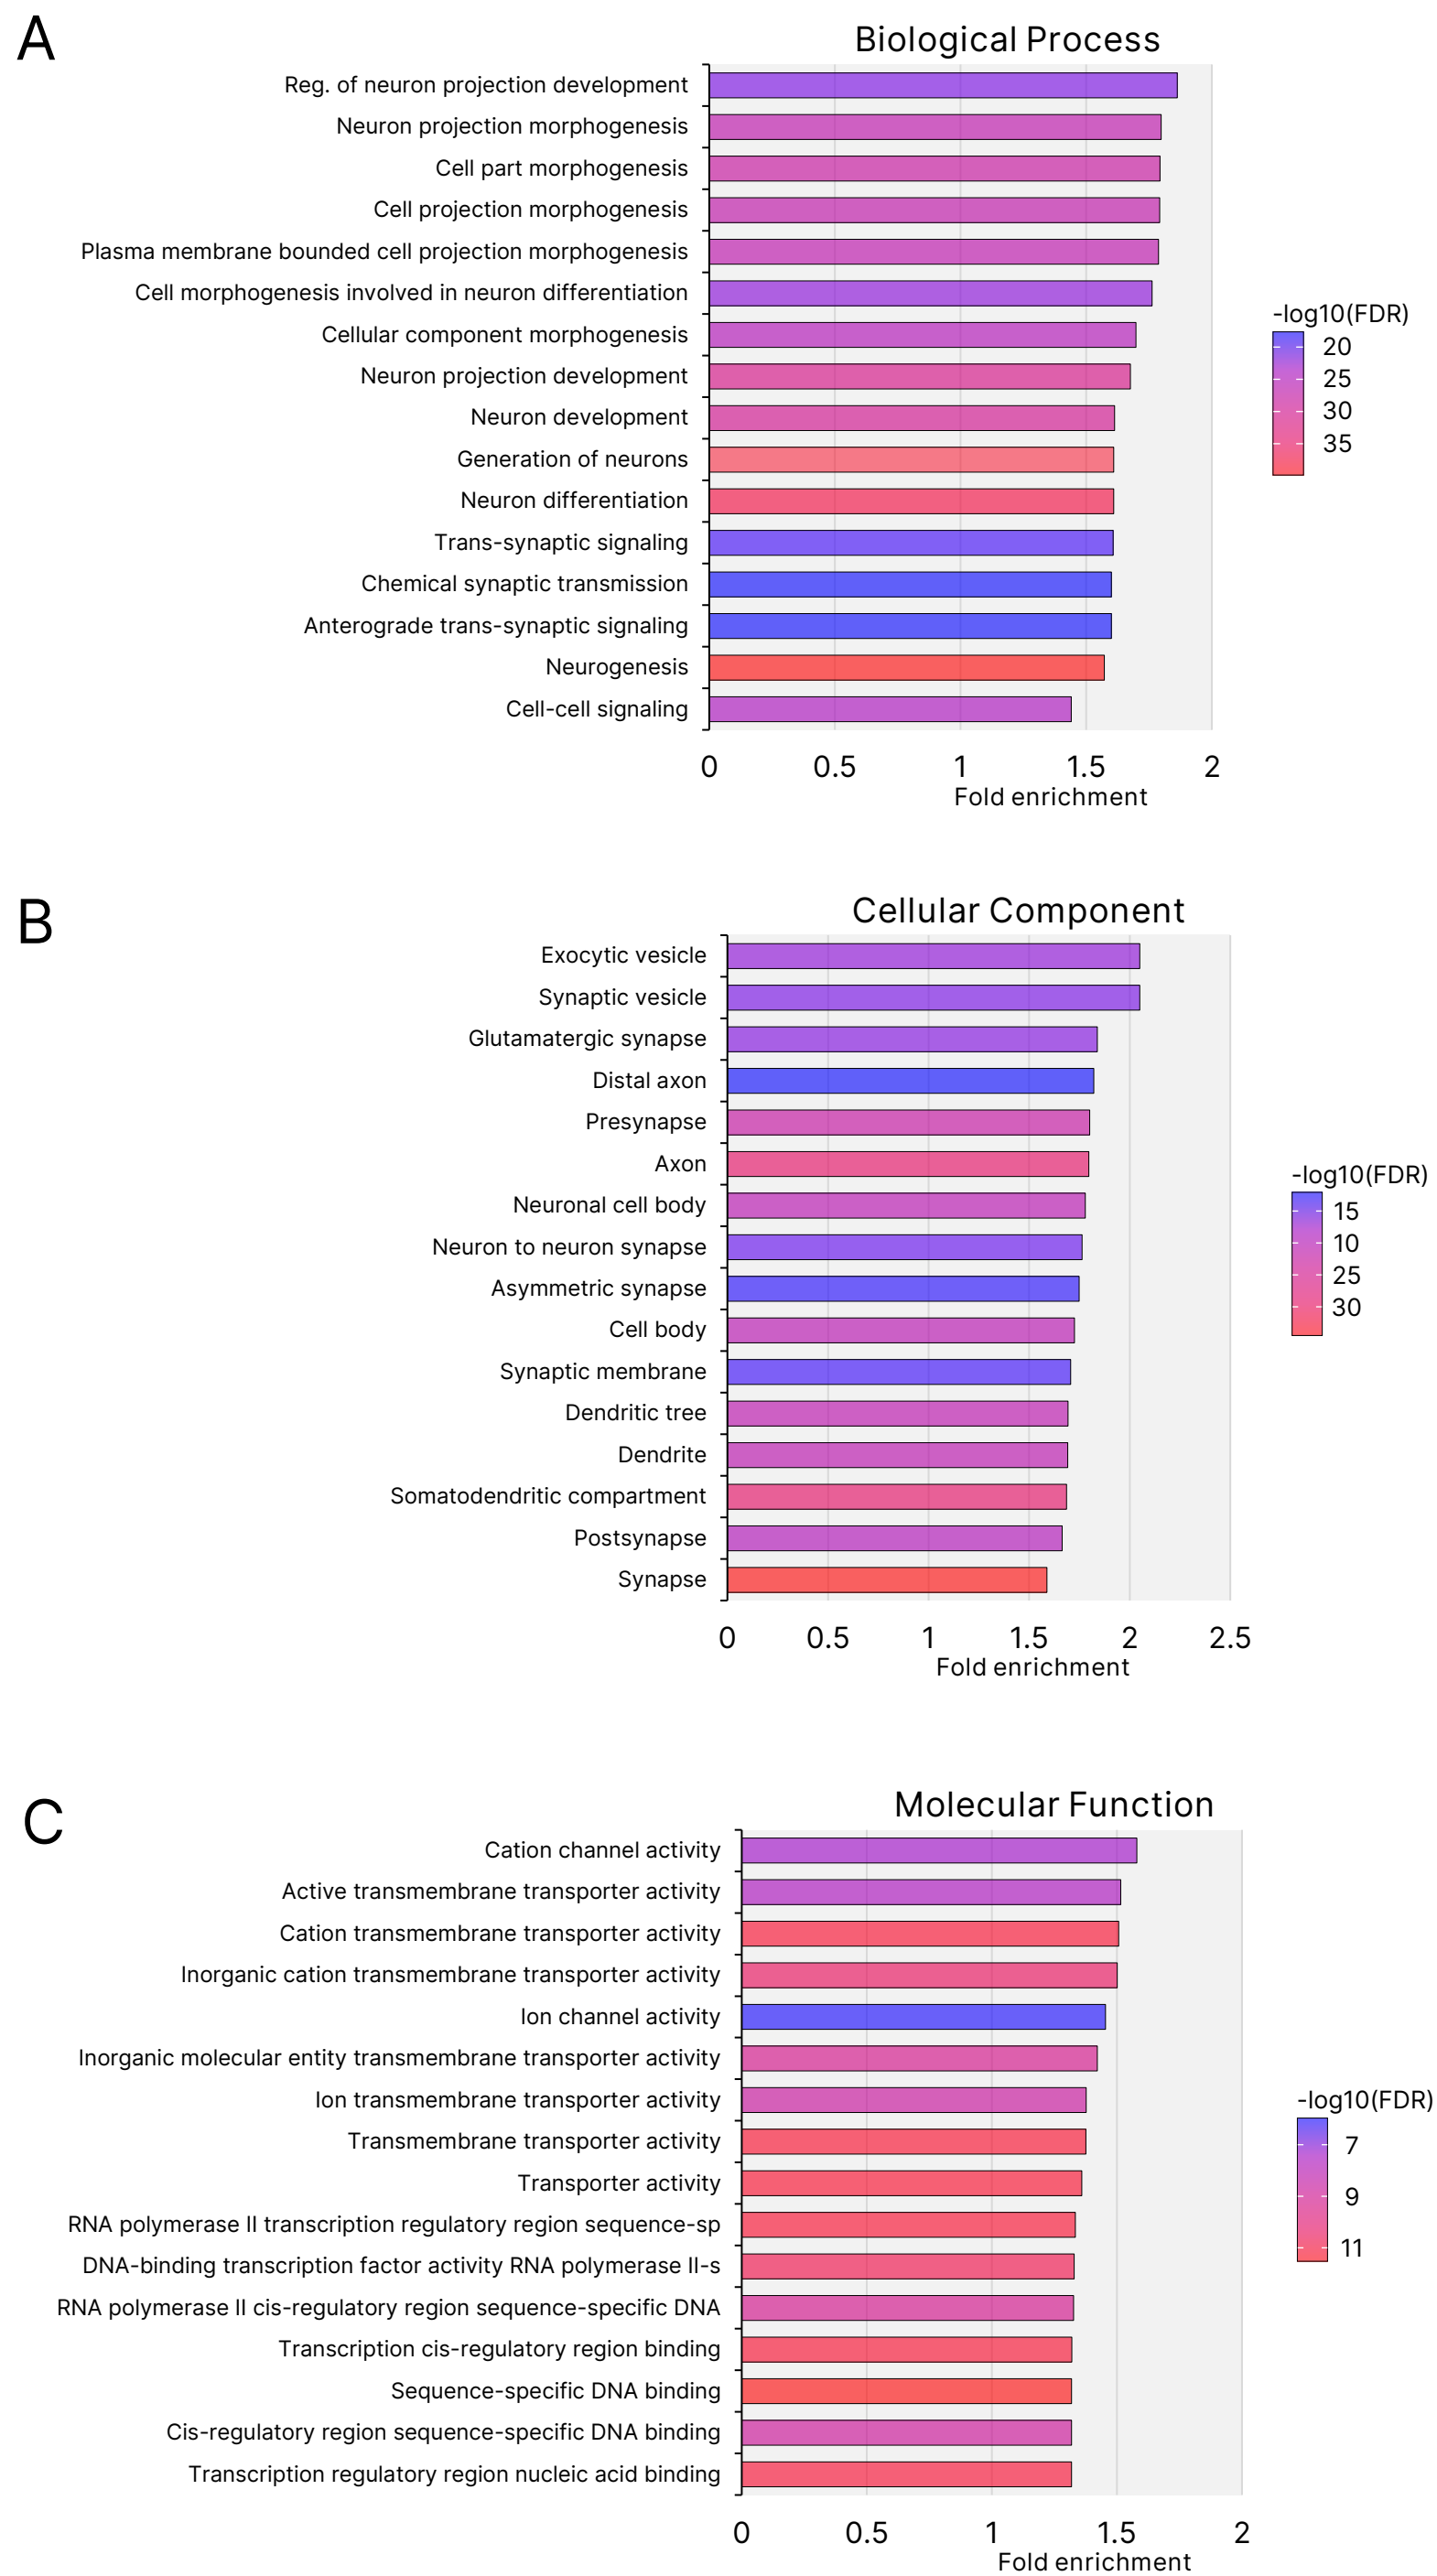 A
Biological Process
Reg. of neuron projection development
Neuron projection morphogenesis
Cell part morphogenesis
Cell projection morphogenesis
Plasma membrane bounded cell projection morphogenesis
Cell morphogenesis involved in neuron differentiation
Cellular component morphogenesis
Neuron projection development
Neuron development
Generation of neurons
Neuron differentiation
Trans-synaptic signaling
Chemical synaptic transmission
Anterograde trans-synaptic signaling
Neurogenesis
Cell-cell signaling
0 0.5 1 1.5 2
Fold enrichment
-log10(FDR)
20
25
30
35
B
Cellular Component
Exocytic vesicle
Synaptic vesicle
Glutamatergic synapse
Distal axon
Presynapse
Axon
Neuronal cell body
Neuron to neuron synapse
Asymmetric synapse
Cell body
Synaptic membrane
Dendritic tree
Dendrite
Somatodendritic compartment
Postsynapse
Synapse
0 0.5 1 1.5 2 2.5
Fold enrichment
-log10(FDR)
15
10
25
30
C
Molecular Function
Cation channel activity
Active transmembrane transporter activity
Cation transmembrane transporter activity
Inorganic cation transmembrane transporter activity
Ion channel activity
Inorganic molecular entity transmembrane transporter activity
Ion transmembrane transporter activity
Transmembrane transporter activity
Transporter activity
RNA polymerase II transcription regulatory region sequence-sp
DNA-binding transcription factor activity RNA polymerase II-s
RNA polymerase II cis-regulatory region sequence-specific DNA
Transcription cis-regulatory region binding
Sequence-specific DNA binding
Cis-regulatory region sequence-specific DNA binding
Transcription regulatory region nucleic acid binding
0 0.5 1 1.5 2
Fold enrichment
-log10(FDR)
7
9
11